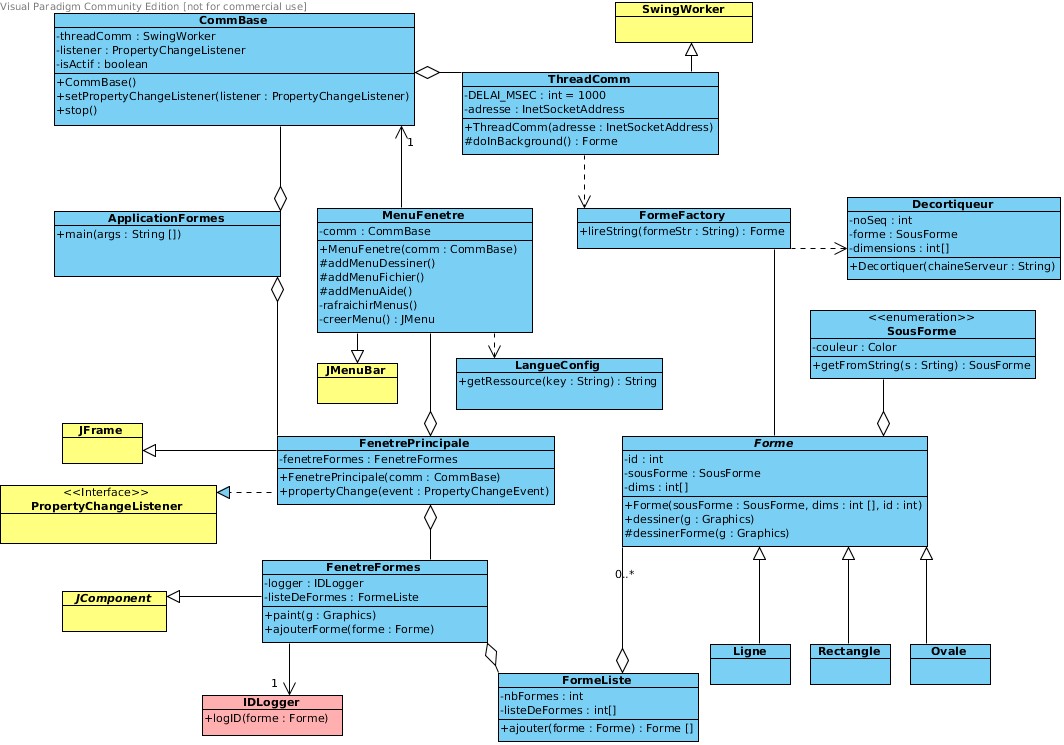 Visual Paradigm Community Edition [not for commercial use]
CommBase
-threadComm : SwingWorker
-listener : PropertyChangeListener
-isActif : boolean
+CommBase()
+setPropertyChangeListener(listener : PropertyChangeListener)
+stop()
SwingWorker
ThreadComm
-DELAI_MSEC : int = 1000
-adresse : InetSocketAddress
+ThreadComm(adresse : InetSocketAddress)
#doInBackground() : Forme
1
ApplicationFormes
+main(args : String [])
MenuFenetre
-comm : CommBase
+MenuFenetre(comm : CommBase)
#addMenuDessiner()
#addMenuFichier()
#addMenuAide()
-rafraichirMenus()
-creerMenu() : JMenu
FormeFactory
+lireString(formeStr : String) : Forme
Decortiqueur
-noSeq : int
-forme : SousForme
-dimensions : int[]
+Decortiquer(chaineServeur : String)
<<enumeration>>
SousForme
-couleur : Color
+getFromString(s : Srting) : SousForme
JMenuBar
LangueConfig
+getRessource(key : String) : String
JFrame
<<Interface>>
PropertyChangeListener
FenetrePrincipale
-fenetreFormes : FenetreFormes
+FenetrePrincipale(comm : CommBase)
+propertyChange(event : PropertyChangeEvent)
Forme
-id : int
-sousForme : SousForme
-dims : int[]
+Forme(sousForme : SousForme, dims : int [], id : int)
+dessiner(g : Graphics)
#dessinerForme(g : Graphics)
0..*
JComponent
FenetreFormes
-logger : IDLogger
-listeDeFormes : FormeListe
+paint(g : Graphics)
+ajouterForme(forme : Forme)
Ligne
Rectangle
Ovale
1
IDLogger
+logID(forme : Forme)
FormeListe
-nbFormes : int
-listeDeFormes : int[]
+ajouter(forme : Forme) : Forme []